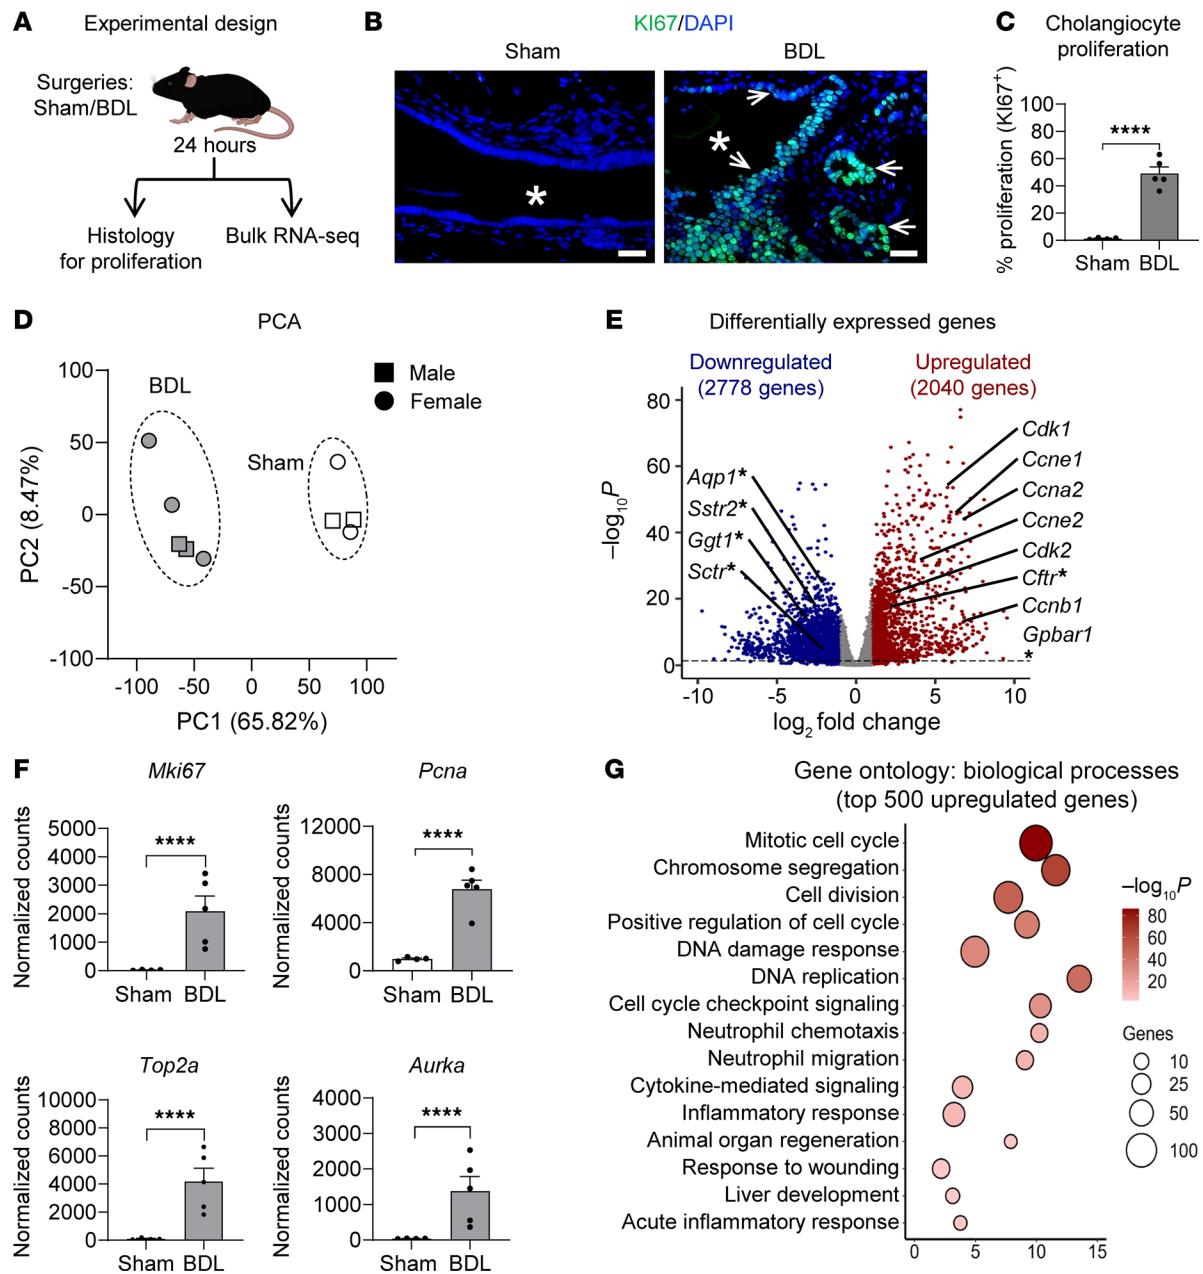 A
Experimental design
Surgeries:
Sham/BDL
24 hours
Histology
for proliferation
Bulk RNA-seq
B
KI67/DAPI
Sham
BDL
*
*
C
Cholangiocyte
proliferation
% proliferation (KI67+)
100
80
60
40
20
0
****
Sham BDL
D
PCA
PC2 (8.47%)
100
50
0
-50
-100
BDL
Sham
Male
Female
-100
-50
0
50
100
PC1 (65.82%)
E
Differentially expressed genes
Downregulated
(2778 genes)
Upregulated
(2040 genes)
–log10P
80
60
40
20
0
Aqp1*
Sstr2*
Ggt1*
Sctr*
Cdk1
Ccne1
Ccna2
Ccne2
Cdk2
Cftr*
Ccnb1
Gpbar1
*
-10
-5
0
5
10
log2 fold change
F
Mki67
Normalized counts
5000
4000
3000
2000
1000
0
****
Sham BDL
Pcna
Normalized counts
12000
8000
4000
0
****
Sham BDL
Top2a
Normalized counts
10000
8000
6000
4000
2000
0
****
Sham BDL
Aurka
Normalized counts
4000
3000
2000
1000
0
****
Sham BDL
G
Gene ontology: biological processes
(top 500 upregulated genes)
Mitotic cell cycle
Chromosome segregation
Cell division
Positive regulation of cell cycle
DNA damage response
DNA replication
Cell cycle checkpoint signaling
Neutrophil chemotaxis
Neutrophil migration
Cytokine-mediated signaling
Inflammatory response
Animal organ regeneration
Response to wounding
Liver development
Acute inflammatory response
0
5
10
15
–log10P
80
60
40
20
Genes
10
25
50
100